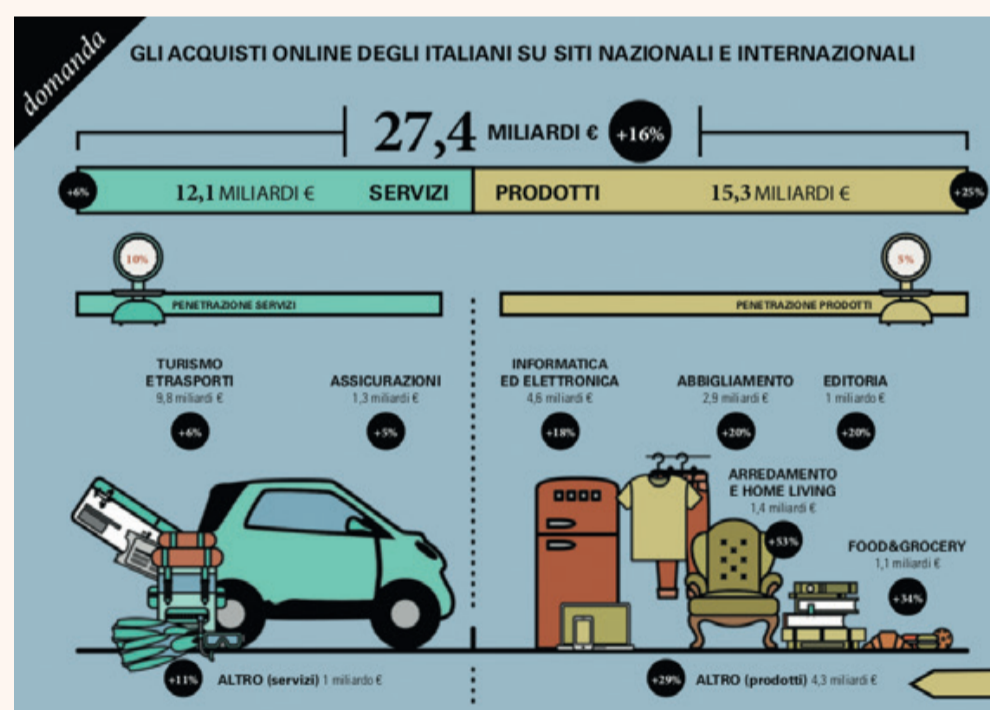 domanda
GLI ACQUISTI ONLINE DEGLI ITALIANI SU SITI NAZIONALI E INTERNAZIONALI
27,4 MILIARDI € +16%
+6% 12,1 MILIARDI € SERVIZI PRODOTTI 15,3 MILIARDI € +25%
10%
PENETRAZIONE SERVIZI
5%
PENETRAZIONE PRODOTTI
TURISMO
E TRASPORTI
9,8 miliardi €
+6%
ASSICURAZIONI
1,3 miliardi €
+5%
INFORMATICA
ED ELETTRONICA
4,6 miliardi €
+18%
ABBIGLIAMENTO
2,9 miliardi €
+20%
EDITORIA
1 miliardo €
+20%
ARREDAMENTO
E HOME LIVING
1,4 miliardi €
+53%
FOOD&GROCERY
1,1 miliardi €
+34%
+11% ALTRO (servizi) 1 miliardo €
+29% ALTRO (prodotti) 4,3 miliardi €